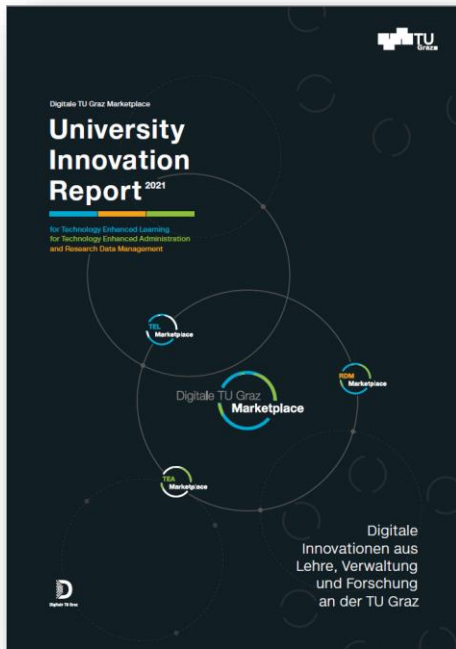 TU
Graz
Digitale TU Graz Marketplace
University
Innovation
Report 2021
for Technology Enhanced Learning
for Technology Enhanced Administration
and Research Data Management
TEL
Marketplace
RDM
Marketplace
Digitale TU Graz
Marketplace
TEA
Marketplace
Digitale
Innovationen aus
Lehre, Verwaltung
und Forschung
an der TU Graz
D
Digitale TU Graz